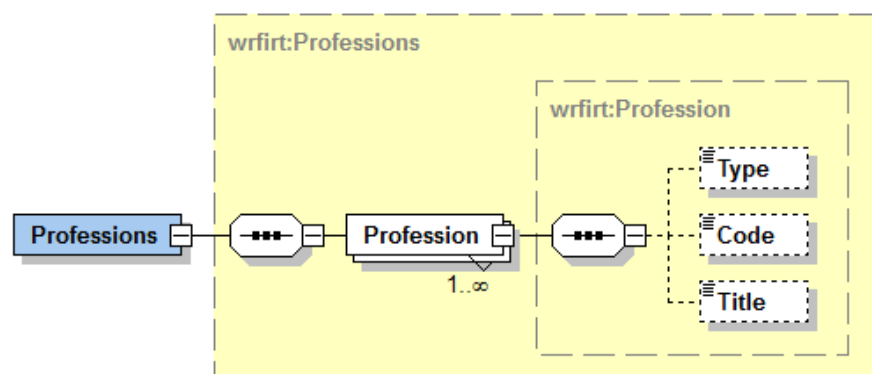 wrfirt:Professions
wrfirt:Profession
Type
Professions
Profession
Code
1..∞
Title